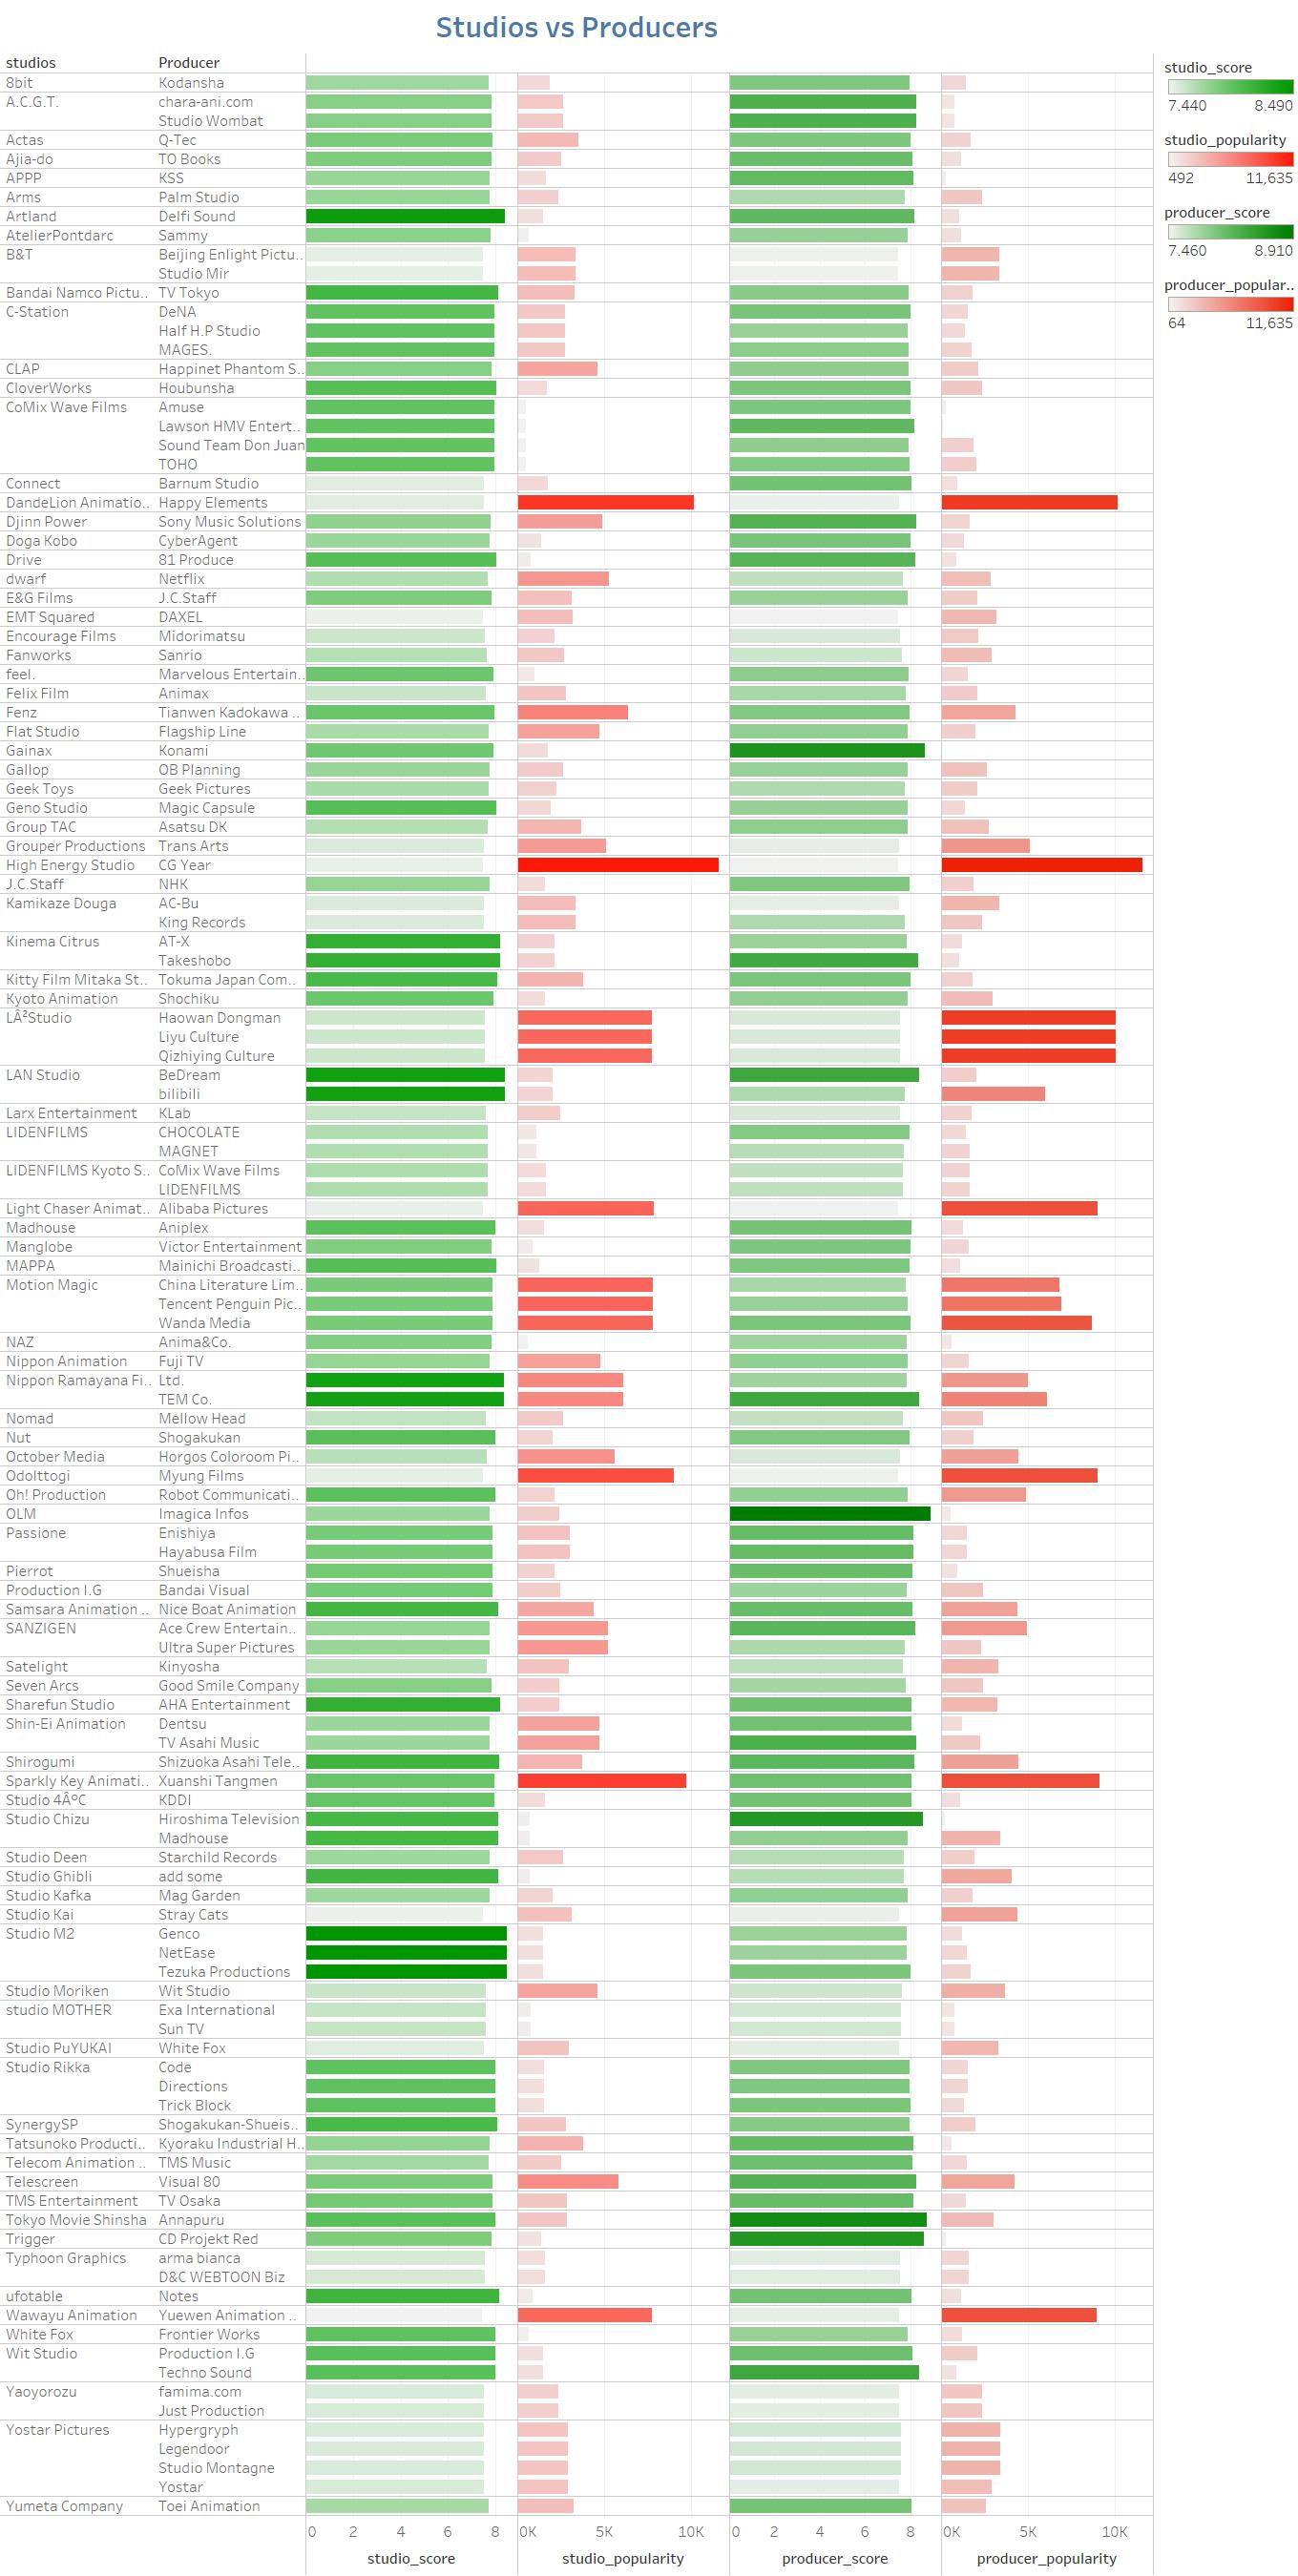 Studios vs Producers
studios Producer
8bit Kodansha
A.C.G.T. chara-ani.com
Studio Wombat
Actas Q-Tec
Ajia-do TO Books
APPP KSS
Arms Palm Studio
Artland Delfi Sound
AtelierPontdarc Sammy
B&T Beijing Enlight Pictu..
Studio Mir
Bandai Namco Pictu.. TV Tokyo
C-Station DeNA
Half H.P Studio
MAGES.
CLAP Happinet Phantom S..
CloverWorks Houbunsha
CoMix Wave Films Amuse
Lawson HMV Entert..
Sound Team Don Juan
TOHO
Connect Barnum Studio
DandeLion Animatio.. Happy Elements
Djinn Power Sony Music Solutions
Doga Kobo CyberAgent
Drive 81 Produce
dwarf Netflix
E&G Films J.C.Staff
EMT Squared DAXEL
Encourage Films Midorimatsu
Fanworks Sanrio
feel. Marvelous Entertain..
Felix Film Animax
Fenz Tianwen Kadokawa ..
Flat Studio Flagship Line
Gainax Konami
Gallop OB Planning
Geek Toys Geek Pictures
Geno Studio Magic Capsule
Group TAC Asatsu DK
Grouper Productions Trans Arts
High Energy Studio CG Year
J.C.Staff NHK
Kamikaze Douga AC-Bu
King Records
Kinema Citrus AT-X
Takeshobo
Kitty Film Mitaka St.. Tokuma Japan Com..
Kyoto Animation Shochiku
LÂ²Studio Haowan Dongman
Liyu Culture
Qizhiying Culture
LAN Studio BeDream
bilibili
Larx Entertainment KLab
LIDENFILMS CHOCOLATE
MAGNET
LIDENFILMS Kyoto S.. CoMix Wave Films
LIDENFILMS
Light Chaser Animat.. Alibaba Pictures
Madhouse Aniplex
Manglobe Victor Entertainment
MAPPA Mainichi Broadcasti..
Motion Magic China Literature Lim..
Tencent Penguin Pic..
Wanda Media
NAZ Anima&Co.
Nippon Animation Fuji TV
Nippon Ramayana Fi.. Ltd.
TEM Co.
Nomad Mellow Head
Nut Shogakukan
October Media Horgos Coloroom Pi..
Odolttogi Myung Films
Oh! Production Robot Communicati..
OLM Imagica Infos
Passione Enishiya
Hayabusa Film
Pierrot Shueisha
Production I.G Bandai Visual
Samsara Animation .. Nice Boat Animation
SANZIGEN Ace Crew Entertain..
Ultra Super Pictures
Satelight Kinyosha
Seven Arcs Good Smile Company
Sharefun Studio AHA Entertainment
Shin-Ei Animation Dentsu
TV Asahi Music
Shirogumi Shizuoka Asahi Tele..
Sparkly Key Animati.. Xuanshi Tangmen
Studio 4Â°C KDDI
Studio Chizu Hiroshima Television
Madhouse
Studio Deen Starchild Records
Studio Ghibli add some
Studio Kafka Mag Garden
Studio Kai Stray Cats
Studio M2 Genco
NetEase
Tezuka Productions
Studio Moriken Wit Studio
studio MOTHER Exa International
Sun TV
Studio PuYUKAI White Fox
Studio Rikka Code
Directions
Trick Block
SynergySP Shogakukan-Shueis..
Tatsunoko Producti.. Kyoraku Industrial H..
Telecom Animation .. TMS Music
Telescreen Visual 80
TMS Entertainment TV Osaka
Tokyo Movie Shinsha Annapuru
Trigger CD Projekt Red
Typhoon Graphics arma bianca
D&C WEBTOON Biz
ufotable Notes
Wawayu Animation Yuewen Animation ..
White Fox Frontier Works
Wit Studio Production I.G
Techno Sound
Yaoyorozu famima.com
Just Production
Yostar Pictures Hypergryph
Legendoor
Studio Montagne
Yostar
Yumeta Company Toei Animation
0 2 4 6 8 0K 5K 10K 0 2 4 6 8 0K 5K 10K
studio_score studio_popularity producer_score producer_popularity
studio_score
7.440 8.490
studio_popularity
492 11,635
producer_score
7.460 8.910
producer_popular..
64 11,635